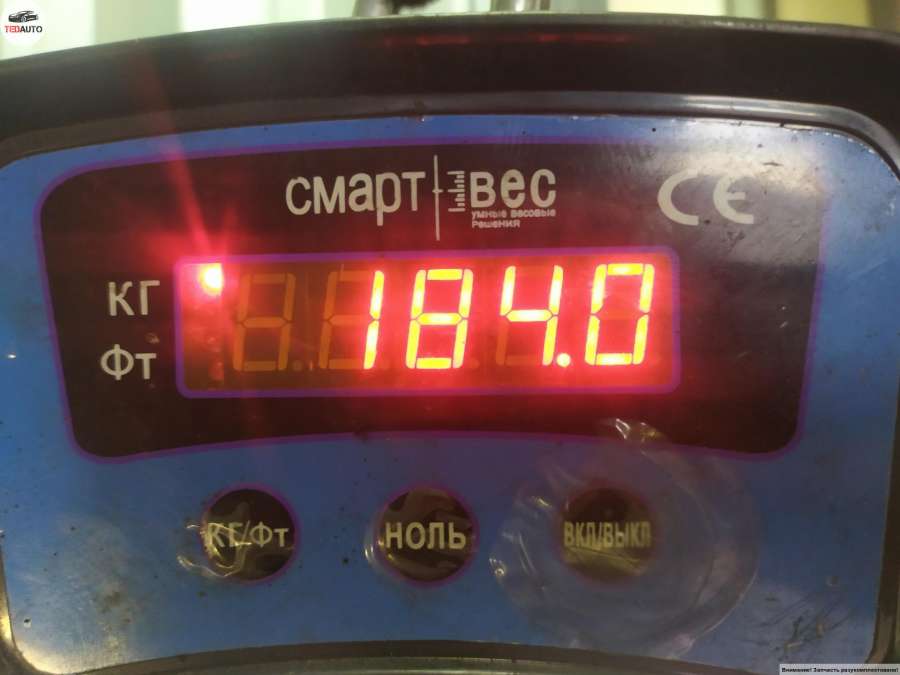 TEDAUTO
смарт вес
умные весовые
решения
CE
КГ
184.0
Фт
КГ/Фт
НОЛЬ
ВКЛ/ВЫКЛ
Внимание! Запчасть разукомплектована!